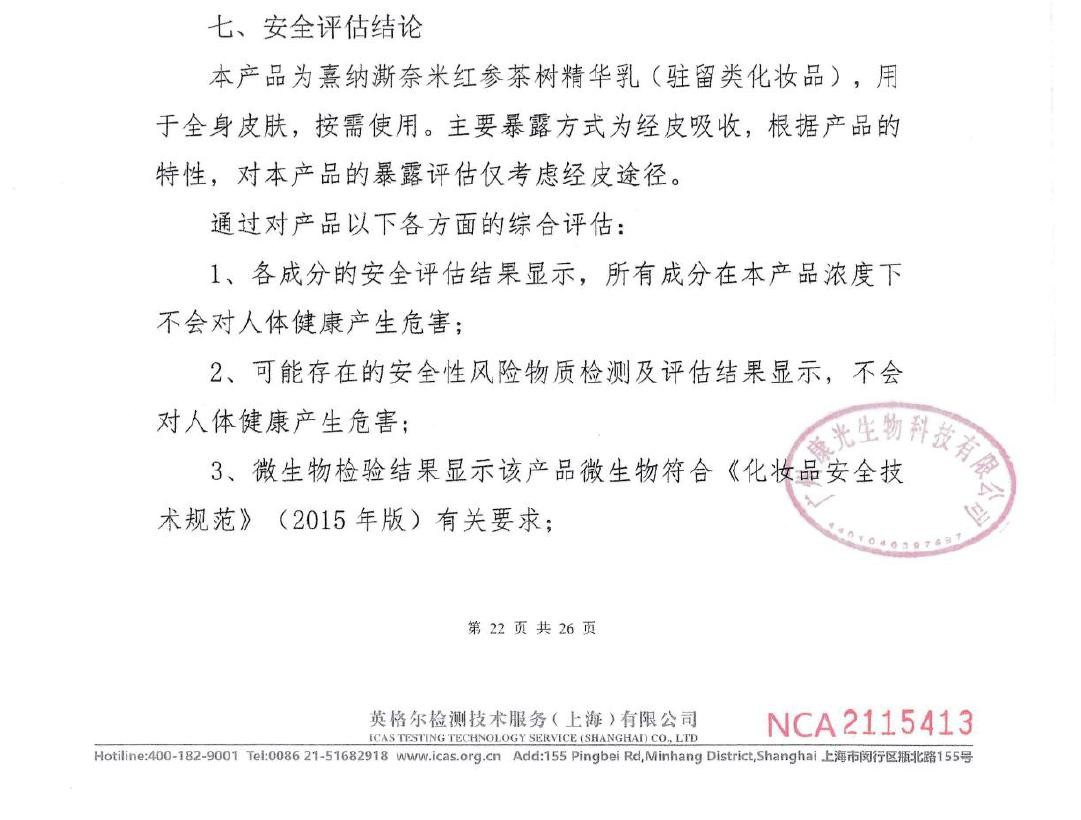 七、安全评估结论
本产品为熹纳澌奈米红参茶树精华乳（驻留类化妆品），用
于全身皮肤，按需使用。主要暴露方式为经皮吸收，根据产品的
特性，对本产品的暴露评估仅考虑经皮途径。
通过对产品以下各方面的综合评估：
1、各成分的安全评估结果显示，所有成分在本产品浓度下
不会对人体健康产生危害；
2、可能存在的安全性风险物质检测及评估结果显示，不会
对人体健康产生危害；
3、微生物检验结果显示该产品微生物符合《化妆品安全技
术规范》（2015 年版）有关要求；
康光生物科技有限公司
第 22 页 共 26 页
英格尔检测技术服务（上海）有限公司
ICAS TESTING TECHNOLOGY SERVICE (SHANGHAI) CO., LTD
NCA 2115413
Hotiline:400-182-9001 Tel:0086 21-51682918 www.icas.org.cn Add:155 Pingbei Rd,Minhang District,Shanghai 上海市闵行区瓶北路155号